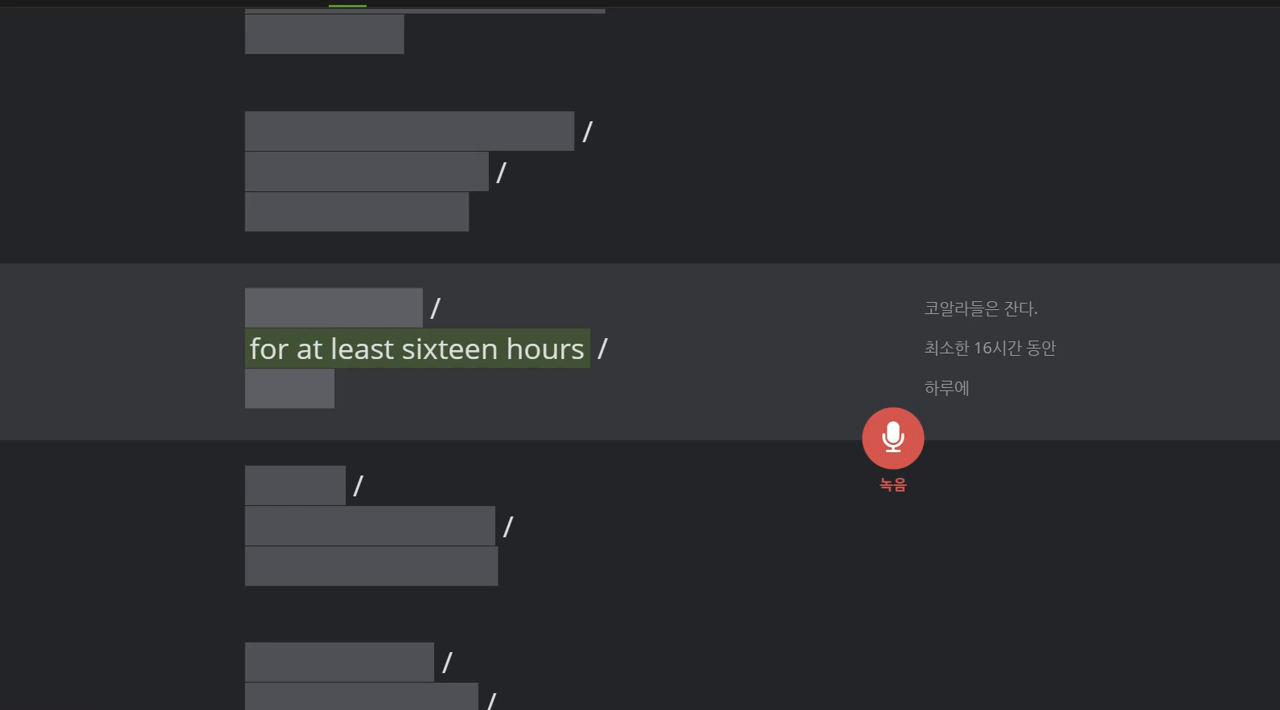 /
/
/
for at least sixteen hours /
코알라들은 잔다.
최소한 16시간 동안
하루에
녹음
/
/
/
/